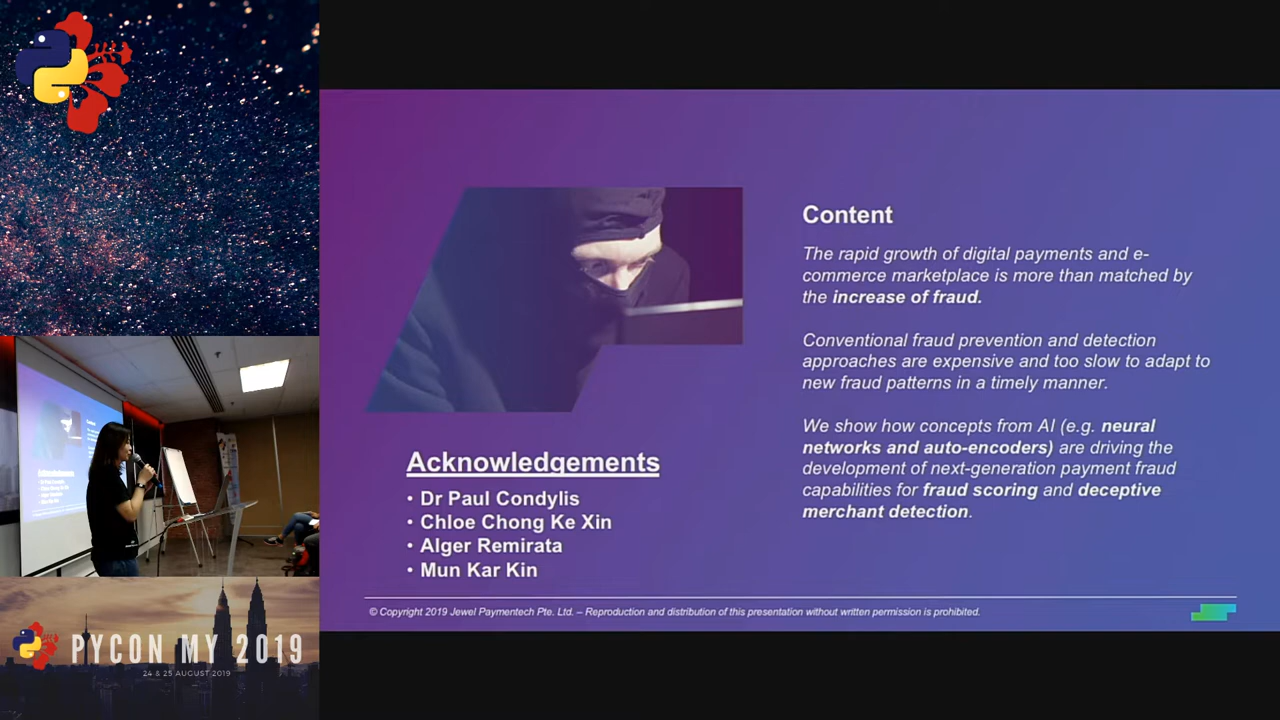 Content
The rapid growth of digital payments and e-
commerce marketplace is more than matched by
the increase of fraud.
Conventional fraud prevention and detection
approaches are expensive and too slow to adapt to
new fraud patterns in a timely manner.
We show how concepts from AI (e.g. neural
networks and auto-encoders) are driving the
development of next-generation payment fraud
capabilities for fraud scoring and deceptive
merchant detection.
Acknowledgements
• Dr Paul Condylis
• Chloe Chong Ke Xin
• Alger Remirata
• Mun Kar Kin
© Copyright 2019 Jewel Paymentech Pte. Ltd. – Reproduction and distribution of this presentation without written permission is prohibited.
PYCON MY 2019
24 & 25 AUGUST 2019